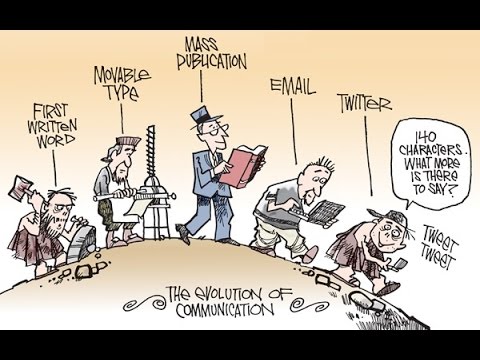 FIRST
WRITTEN
WORD
MOVABLE
TYPE
MASS
PUBLICATION
EMAIL
TWITTER
140
CHARACTERS.
WHAT MORE
IS THERE
TO SAY?
TWEET
TWEET
THE EVOLUTION OF
COMMUNICATION